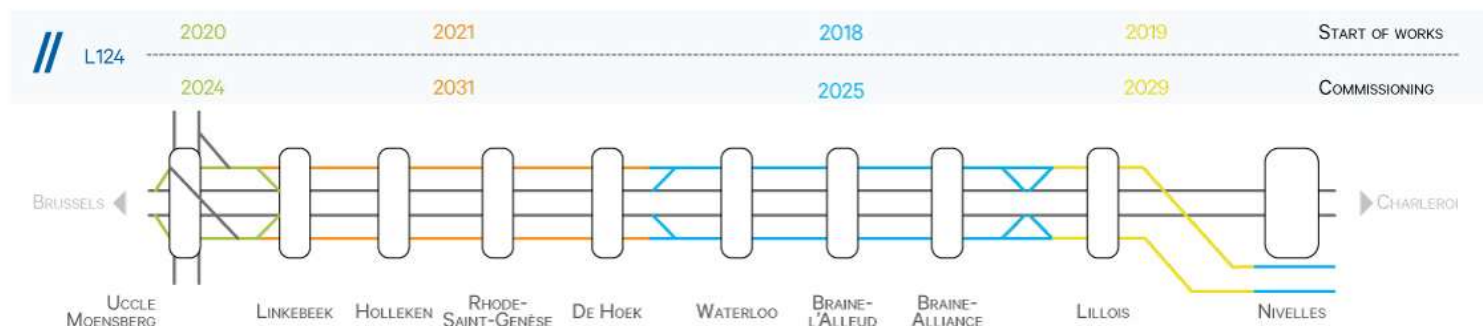 2020 2021 2018 2019 START OF WORKS
// L124
2024 2031 2025 2029 COMMISSIONING
BRUSSELS CHARLEROI
UCCLE MOENSBERG
LINKEBEEK
HOLLEKEN
RHODE-SAINT-GENÈSE
DE HOEK
WATERLOO
BRAINE-L'ALLEUD
BRAINE-ALLIANCE
LILLOIS
NIVELLES